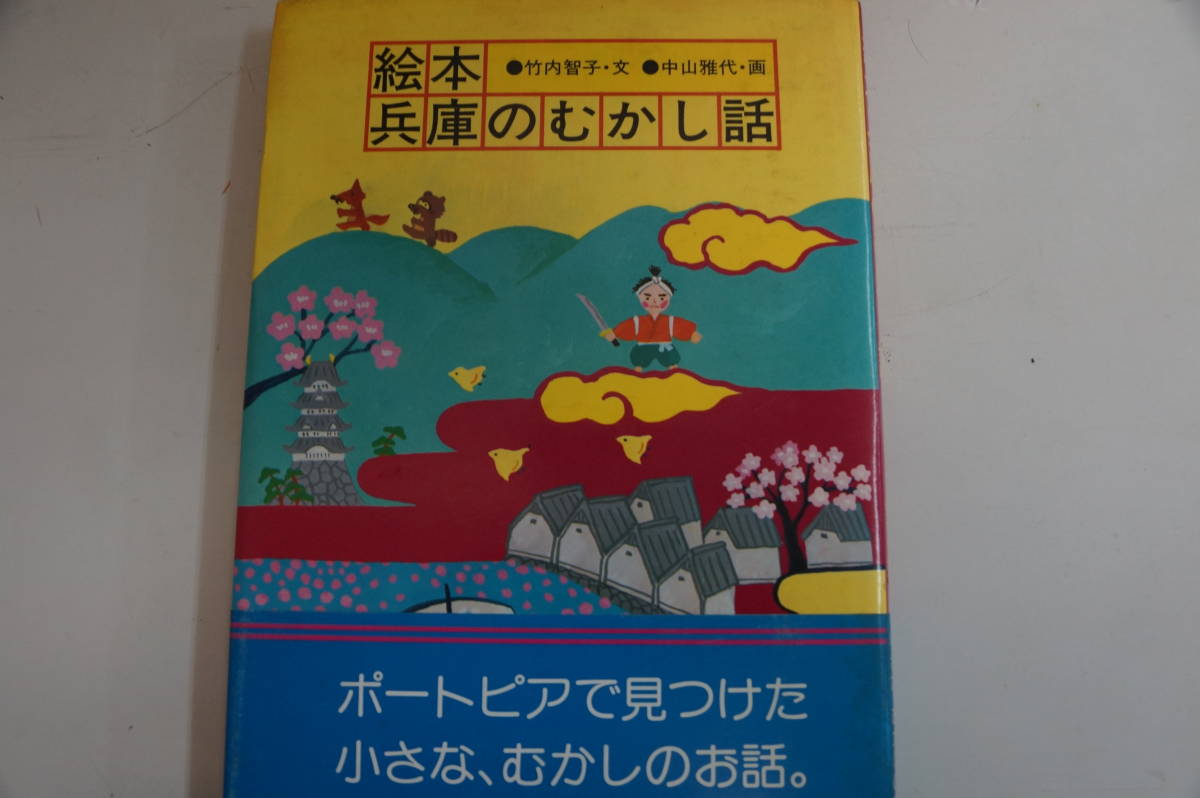 絵本 ●竹内智子・文 ●中山雅代・画
兵庫のむかし話
ポートピアで見つけた
小さな、むかしのお話。